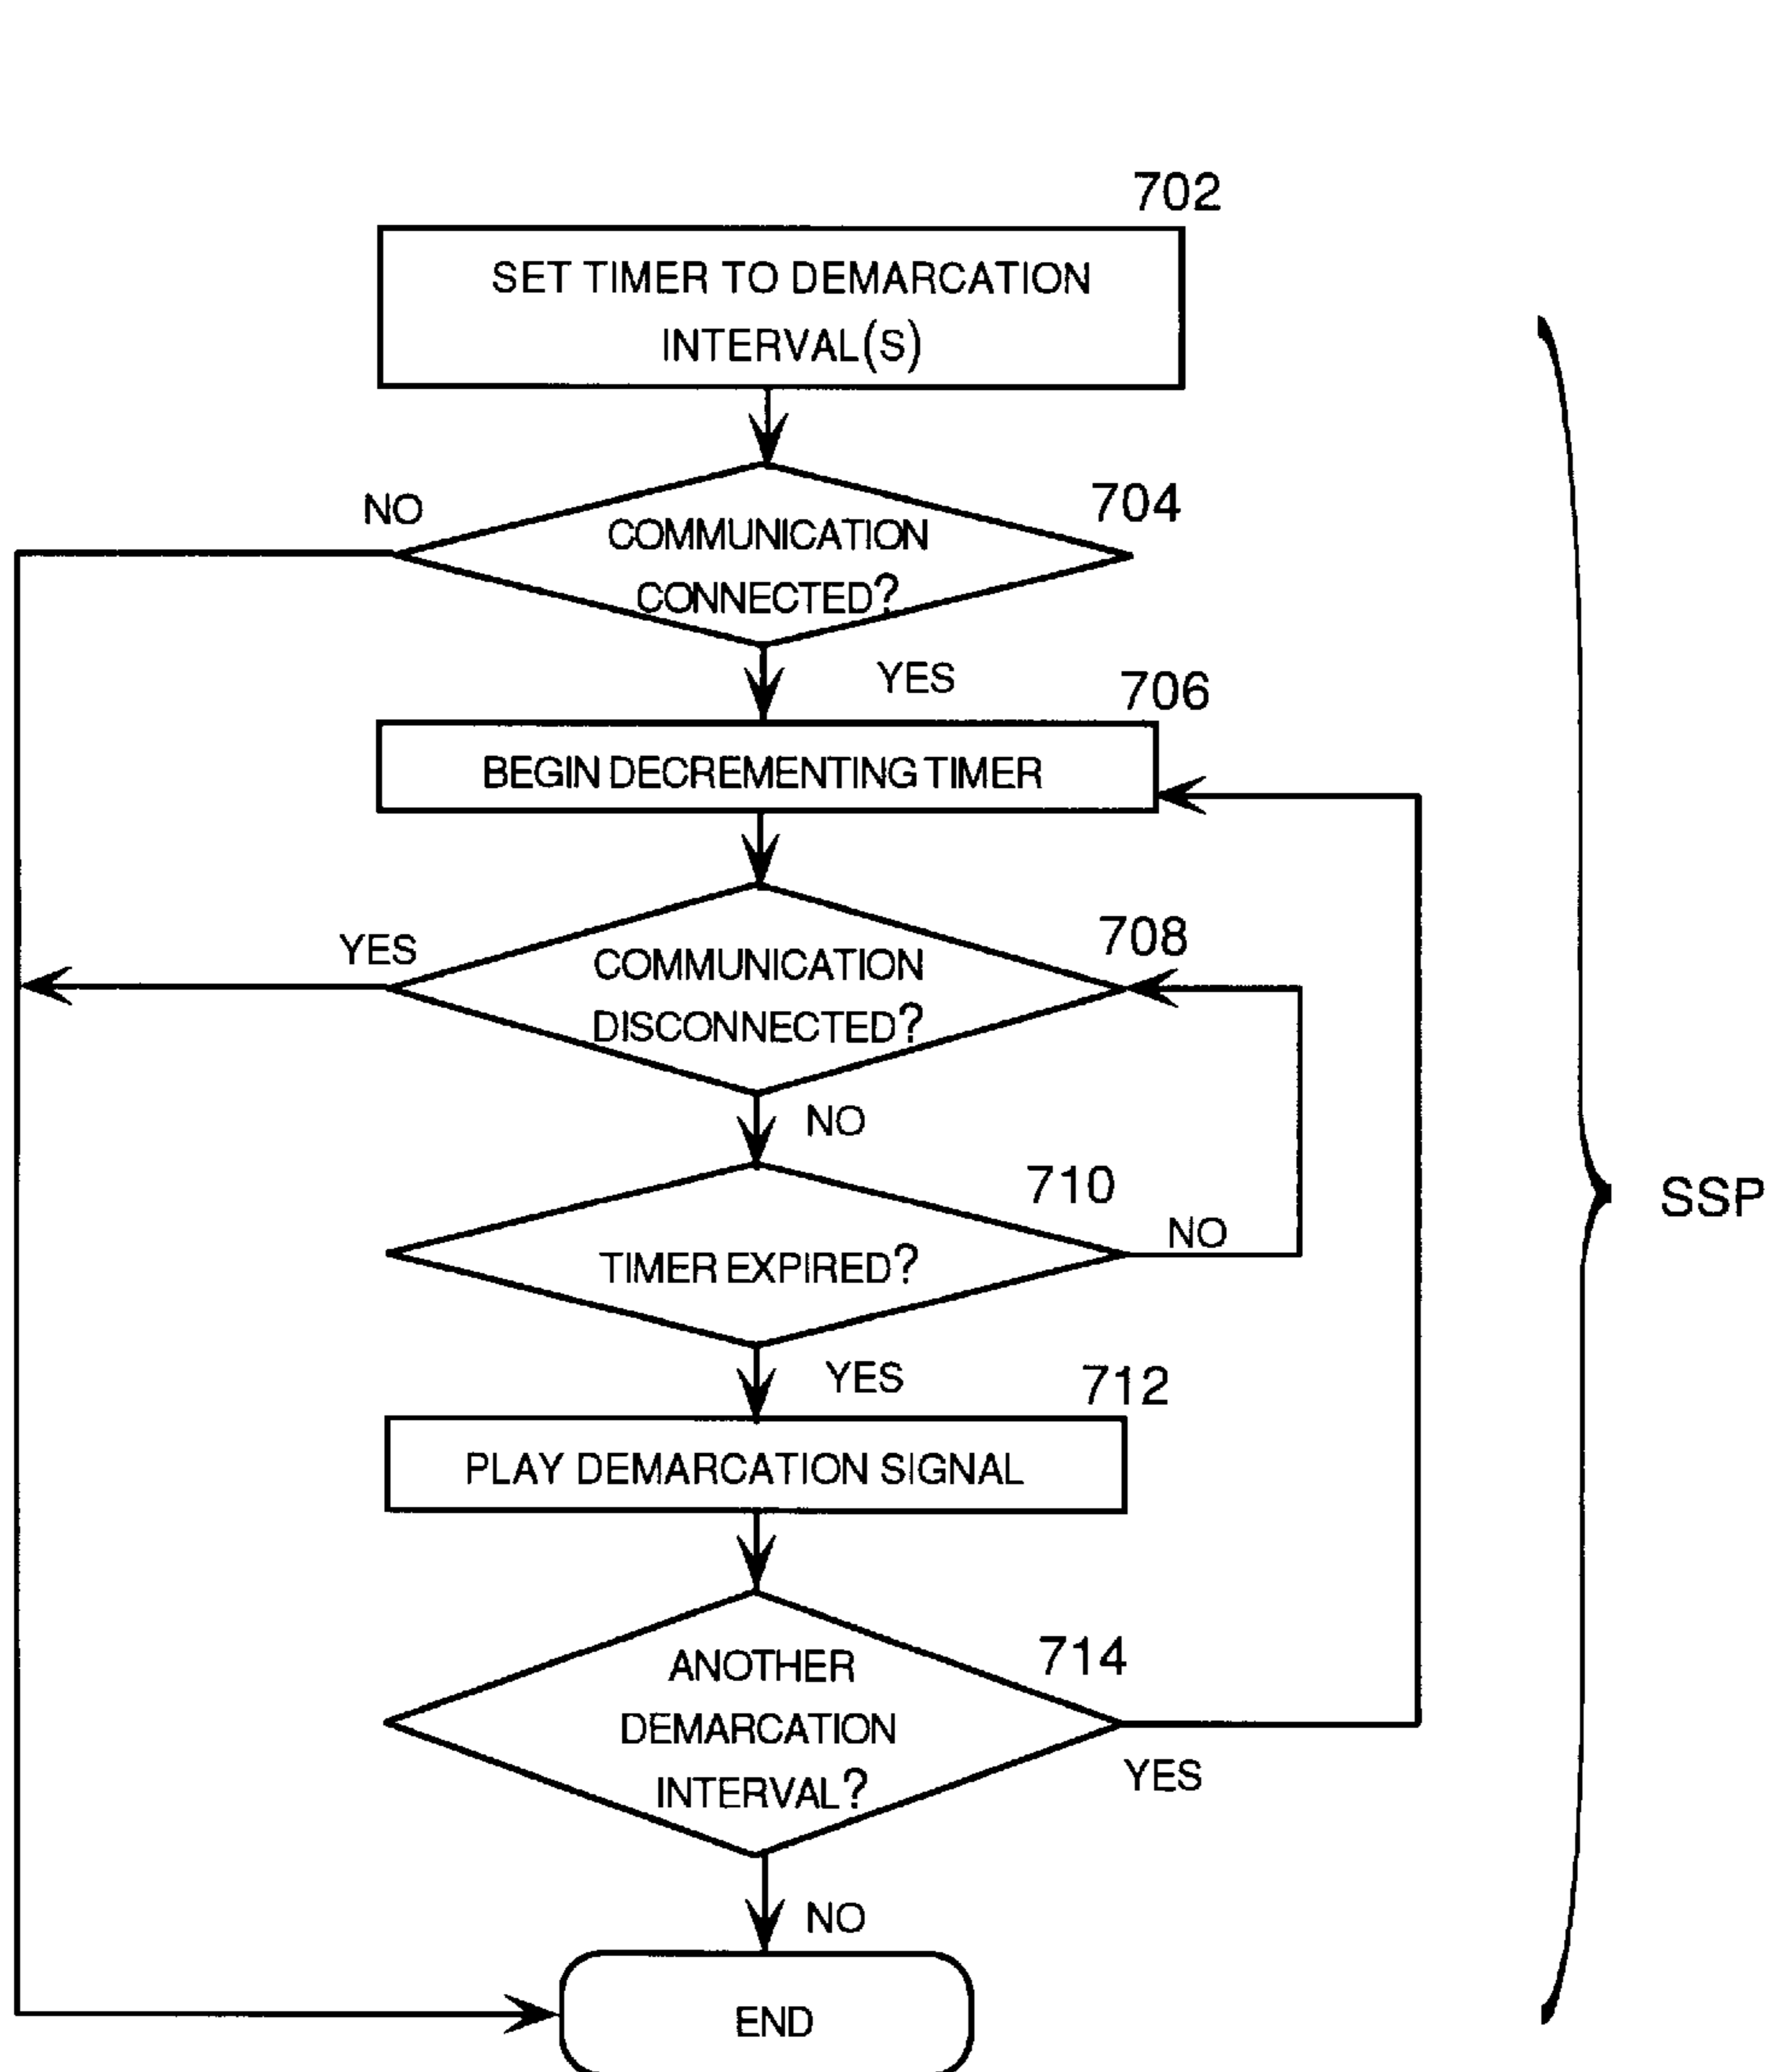 702
SET TIMER TO DEMARCATION
INTERVAL(S)
NO
704
COMMUNICATION
CONNECTED?
YES
706
BEGIN DECREMENTING TIMER
YES
708
COMMUNICATION
DISCONNECTED?
NO
710
NO
TIMER EXPIRED?
SSP
YES
712
PLAY DEMARCATION SIGNAL
714
ANOTHER
DEMARCATION
INTERVAL?
YES
NO
END